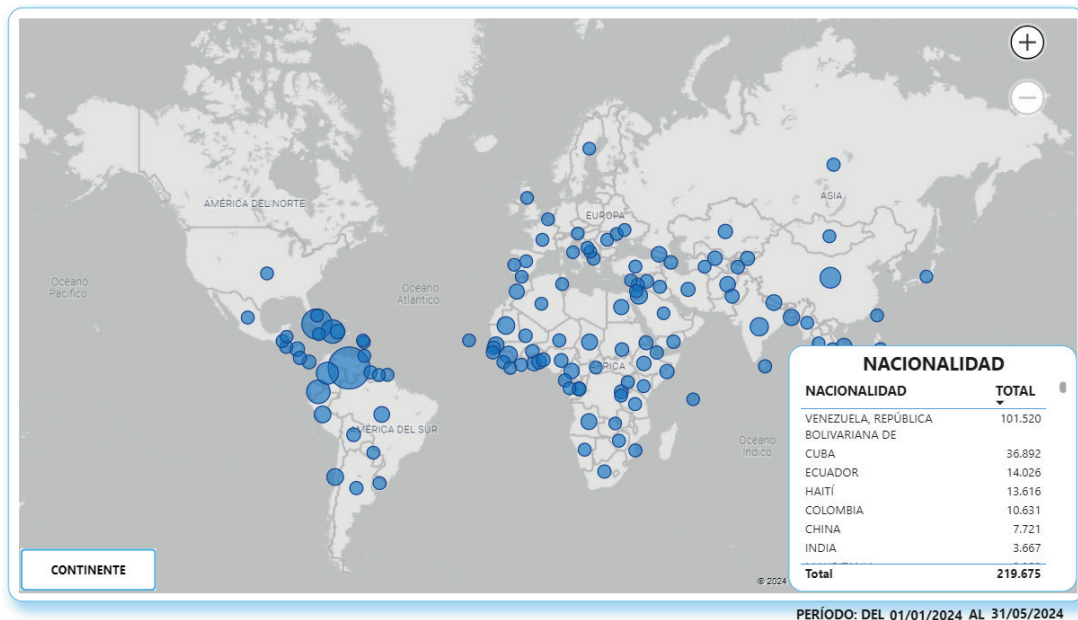 AMÉRICA DEL NORTE
EUROPA
ASIA
Océano
Pacífico
Océano
Atlántico
ÁFRICA
AMÉRICA DEL SUR
Océano
Índico
NACIONALIDAD
NACIONALIDAD TOTAL
VENEZUELA, REPÚBLICA 101.520
BOLIVARIANA DE
CUBA 36.892
ECUADOR 14.026
HAITÍ 13.616
COLOMBIA 10.631
CHINA 7.721
INDIA 3.667
Total 219.675
CONTINENTE
© 2024
PERÍODO: DEL 01/01/2024 AL 31/05/2024